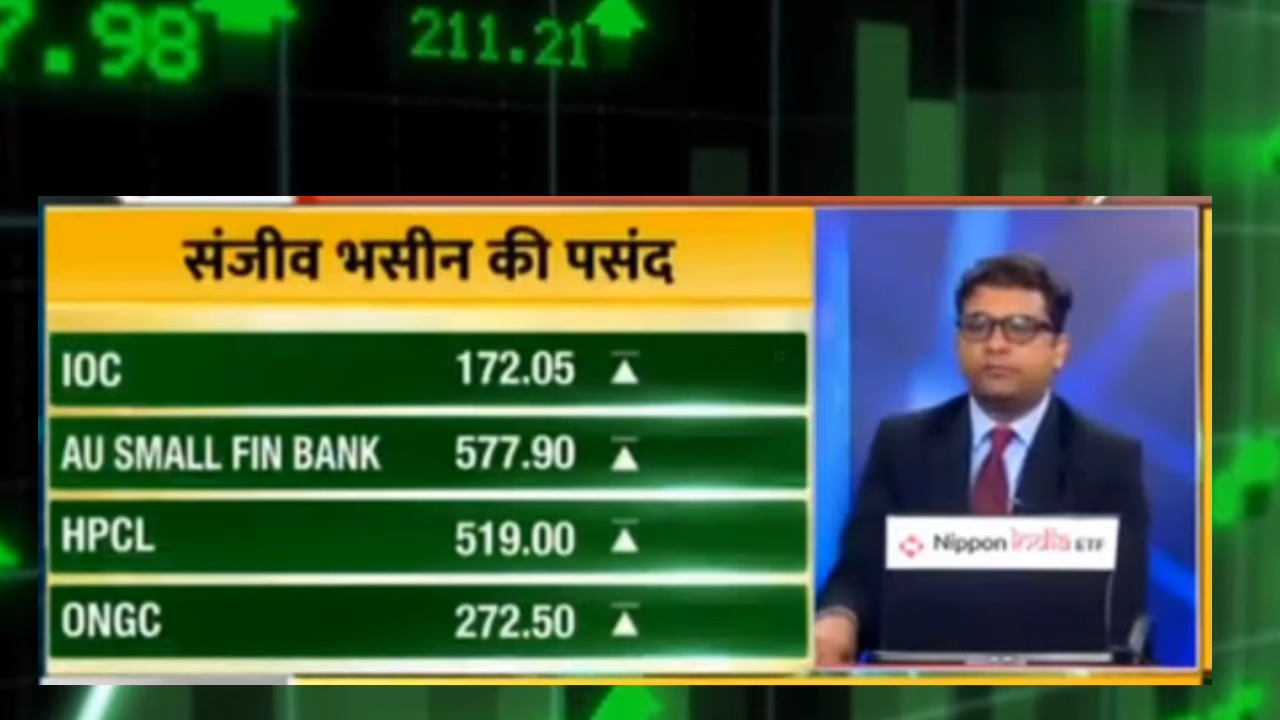 7.98
211.21
संजीव भसीन की पसंद
IOC 172.05
AU SMALL FIN BANK 577.90
HPCL 519.00
ONGC 272.50
Nippon india ETF